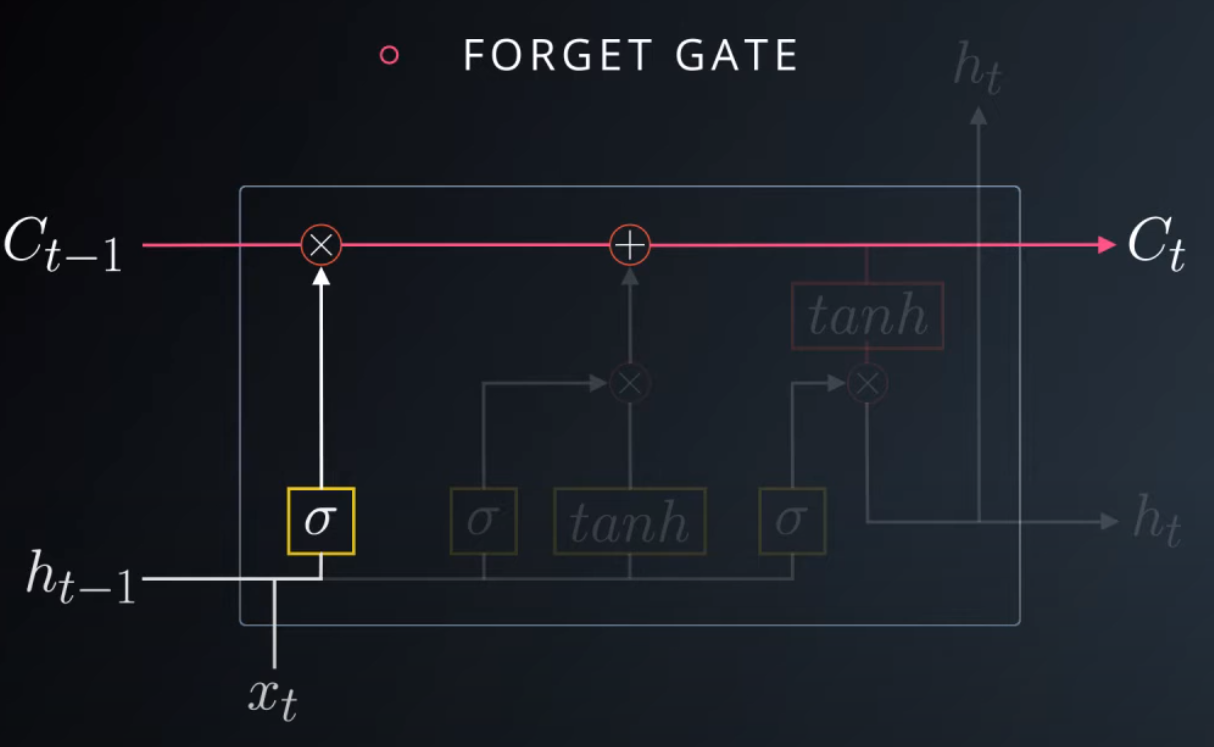 FORGET GATE
h_t
C_{t-1} × + C_t
tanh
× ×
σ σ tanh σ h_t
h_{t-1}
x_t